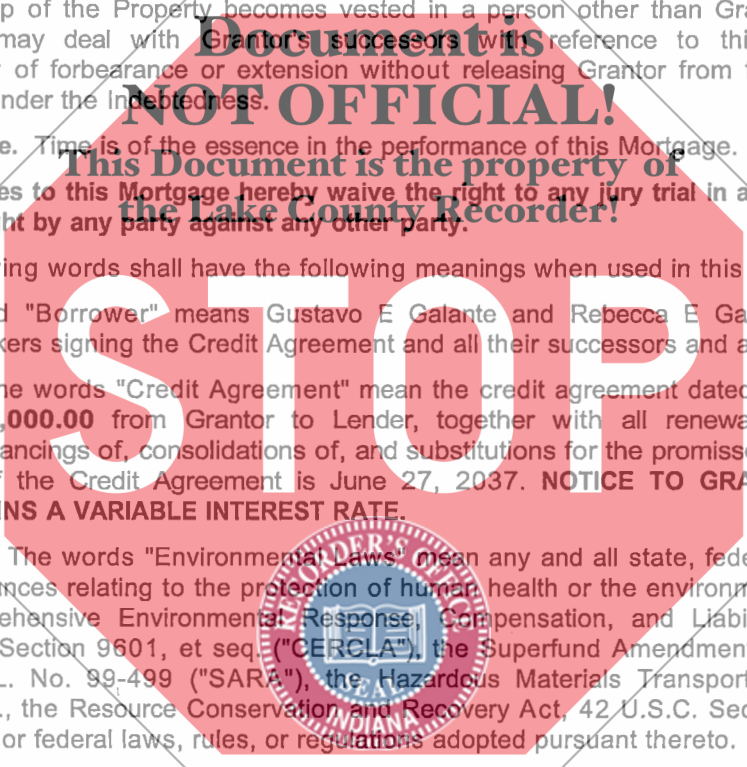 p of the Property becomes vested in a person other than Gra
may deal with Grantor's successors with reference to thi
y of forbearance or extension without releasing Grantor from
nder the Indebtedness.
e. Time is of the essence in the performance of this Mortgage.
es to this Mortgage hereby waive the right to any jury trial in a
ht by any party against any other party.
Document is
NOT OFFICIAL!
This Document is the property of
the Lake County Recorder!
ing words shall have the following meanings when used in this
d "Borrower" means Gustavo E Galante and Rebecca E Ga
kers signing the Credit Agreement and all their successors and a
he words "Credit Agreement" mean the credit agreement dated
,000.00 from Grantor to Lender, together with all renewa
ancings of, consolidations of, and substitutions for the promisso
f the Credit Agreement is June 27, 2037. NOTICE TO GRA
INS A VARIABLE INTEREST RATE.
STOP
The words "Environmental Laws" mean any and all state, fede
nces relating to the protection of human health or the environm
ehensive Environmental Response, Compensation, and Liabi
Section 9601, et seq. ("CERCLA"), the Superfund Amendment
L. No. 99-499 ("SARA"), the Hazardous Materials Transport
., the Resource Conservation and Recovery Act, 42 U.S.C. Sec
or federal laws, rules, or regulations adopted pursuant thereto.
RECORDER'S OFFICE
SEAL
INDIANA